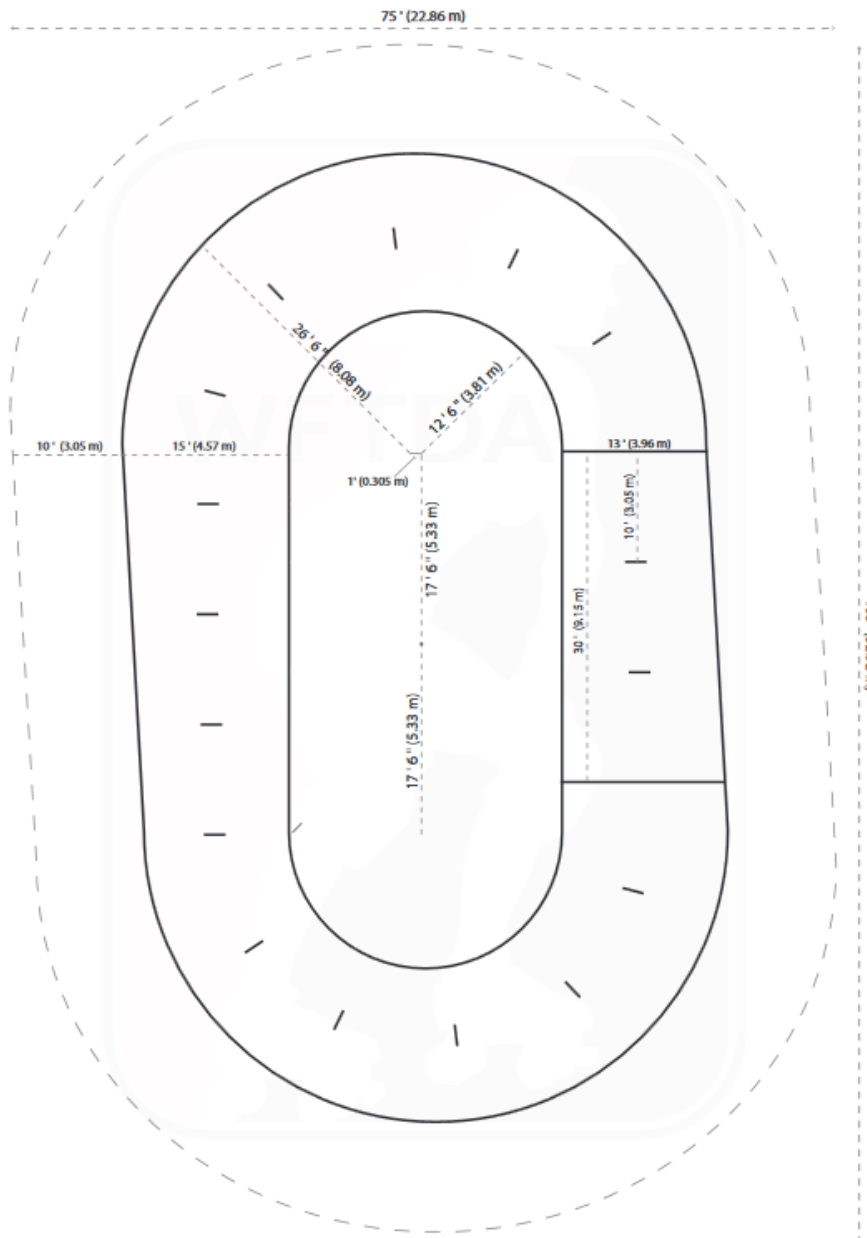 75 ' (22.86 m)
26 ' 6 " (8.08 m)
12 ' 6 " (3.81 m)
WFTDA
10 ' (3.05 m)
15 ' (4.57 m)
13 ' (3.96 m)
1' (0.305 m)
10 ' (3.05 m)
17 ' 6 " (5.33 m)
30 ' (9.15 m)
17 ' 6 " (5.33 m)